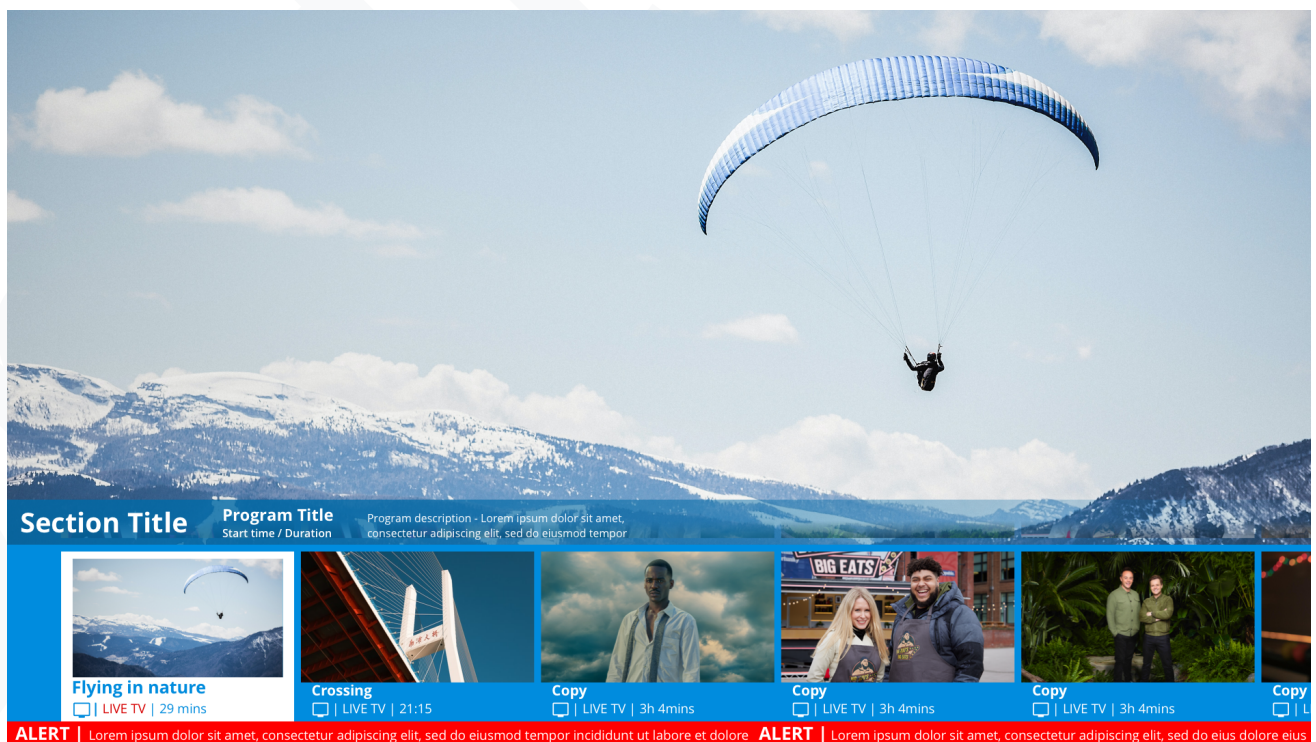 Section Title
Program Title
Start time / Duration
Program description - Lorem ipsum dolor sit amet,
consectetur adipiscing elit, sed do eiusmod tempor
Flying in nature
| LIVE TV | 29 mins
Crossing
| LIVE TV | 21:15
BIG EATS
Copy
| LIVE TV | 3h 4mins
Copy
| LIVE TV | 3h 4mins
Copy
| LIVE TV | 3h 4mins
Copy
| L
ALERT | Lorem ipsum dolor sit amet, consectetur adipiscing elit, sed do eiusmod tempor incididunt ut labore et dolore ALERT | Lorem ipsum dolor sit amet, consectetur adipiscing elit, sed do eius dolore eius